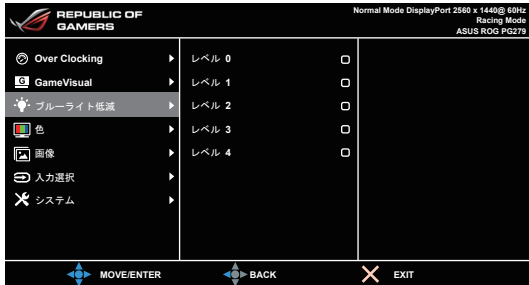 REPUBLIC OF
GAMERS
Normal Mode DisplayPort 2560 x 1440@ 60Hz
Racing Mode
ASUS ROG PG279
Over Clocking
GameVisual
ブルーライト低減
色
画像
入力選択
システム
レベル 0
レベル 1
レベル 2
レベル 3
レベル 4
MOVE/ENTER
BACK
EXIT